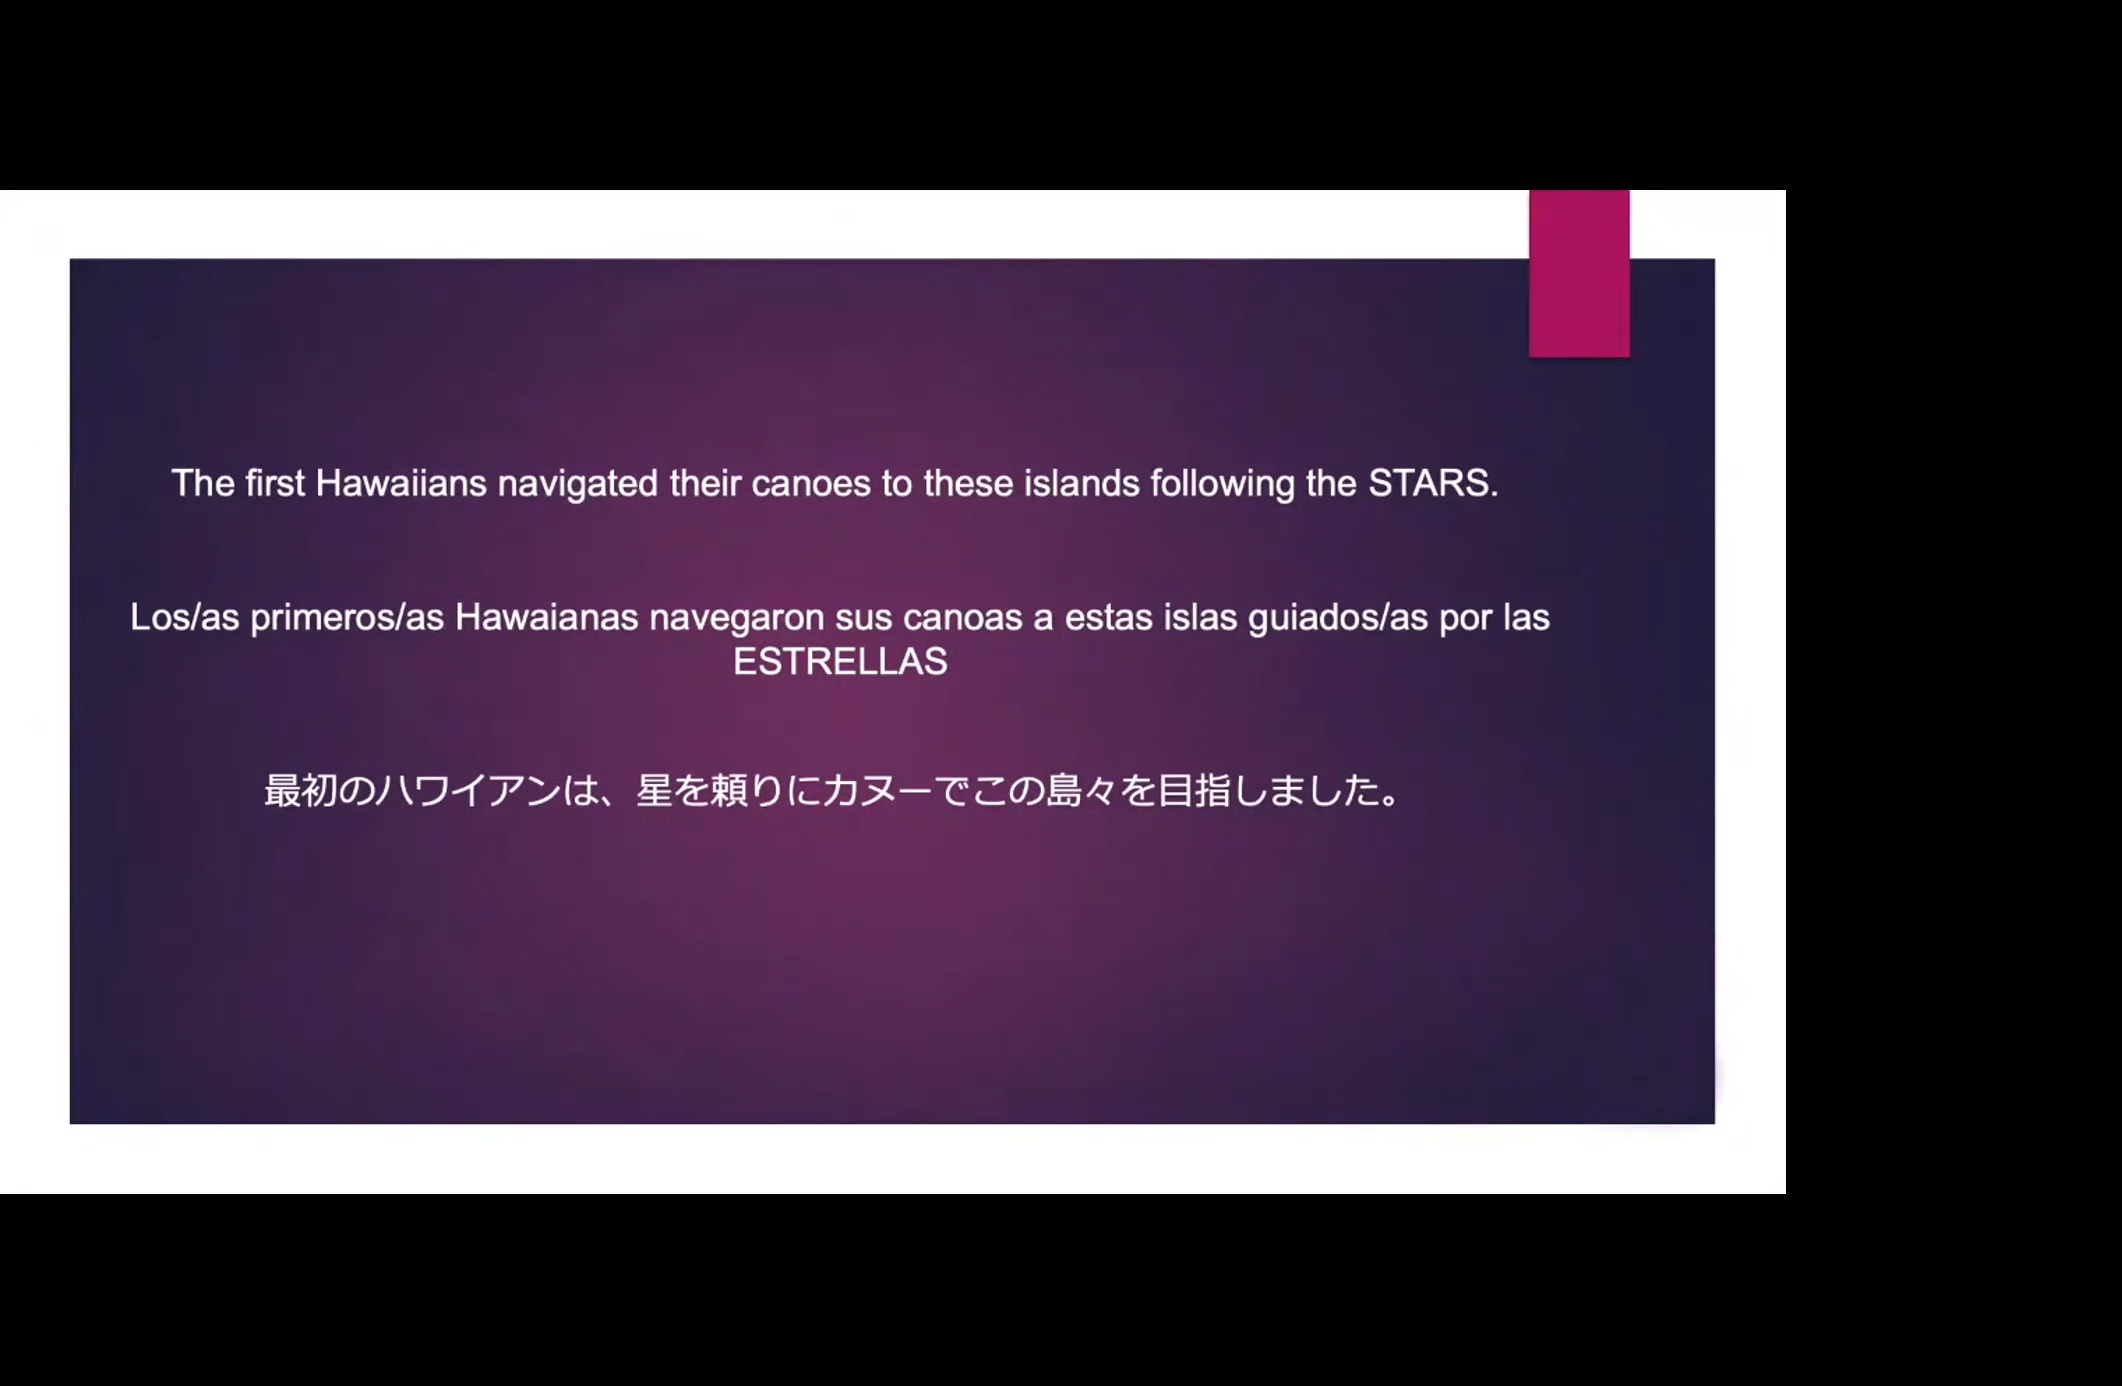 The first Hawaiians navigated their canoes to these islands following the STARS.
Los/as primeros/as Hawaianas navegaron sus canoas a estas islas guiados/as por las
ESTRELLAS
最初のハワイアンは、星を頼りにカヌーでこの島々を目指しました。